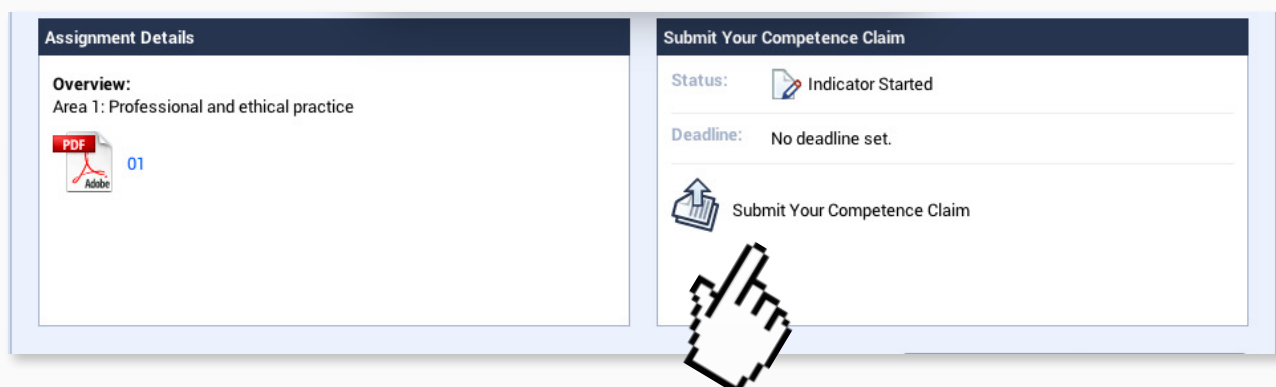 Assignment Details
Overview:
Area 1: Professional and ethical practice
PDF
Adobe
01
Submit Your Competence Claim
Status: Indicator Started
Deadline: No deadline set.
Submit Your Competence Claim